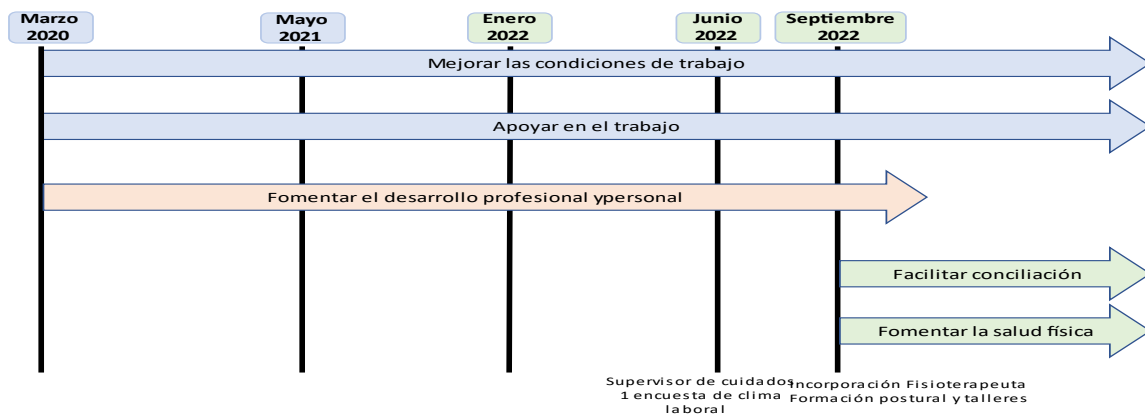 Marzo
2020
Mayo
2021
Enero
2022
Junio
2022
Septiembre
2022
Mejorar las condiciones de trabajo
Apoyar en el trabajo
Fomentar el desarrollo profesional ypersonal
Facilitar conciliación
Fomentar la salud física
Supervisor de cuidados
1 encuesta de clima
laboral
Incorporación Fisioterapeuta
Formación postural y talleres